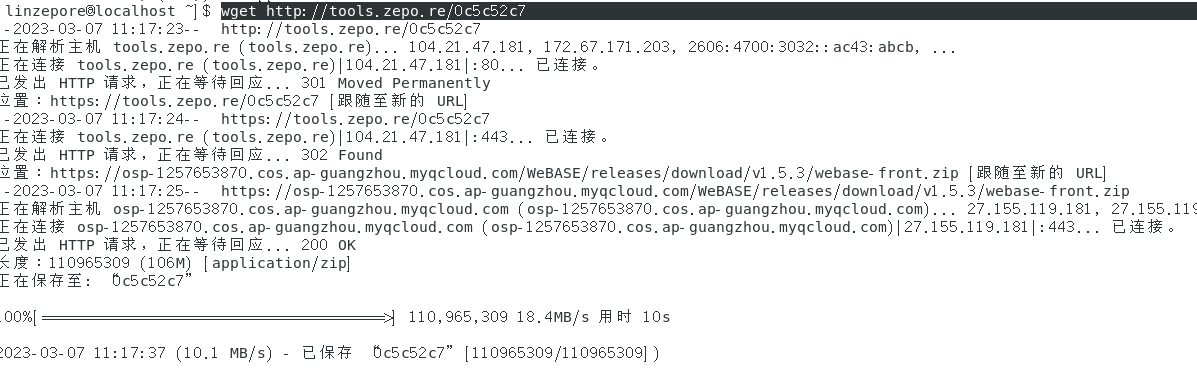 linzepore@localhost ~]$ wget http://tools.zepo.re/0c5c52c7
--2023-03-07 11:17:23-- http://tools.zepo.re/0c5c52c7
正在解析主机 tools.zepo.re (tools.zepo.re)... 104.21.47.181, 172.67.171.203, 2606:4700:3032::ac43:abcb, ...
正在连接 tools.zepo.re (tools.zepo.re)|104.21.47.181|:80... 已连接。
已发出 HTTP 请求，正在等待回应... 301 Moved Permanently
位置：https://tools.zepo.re/0c5c52c7 [跟随至新的 URL]
--2023-03-07 11:17:24-- https://tools.zepo.re/0c5c52c7
正在连接 tools.zepo.re (tools.zepo.re)|104.21.47.181|:443... 已连接。
已发出 HTTP 请求，正在等待回应... 302 Found
位置：https://osp-1257653870.cos.ap-guangzhou.myqcloud.com/WeBASE/releases/download/v1.5.3/webase-front.zip [跟随至新的 URL]
--2023-03-07 11:17:25-- https://osp-1257653870.cos.ap-guangzhou.myqcloud.com/WeBASE/releases/download/v1.5.3/webase-front.zip
正在解析主机 osp-1257653870.cos.ap-guangzhou.myqcloud.com (osp-1257653870.cos.ap-guangzhou.myqcloud.com)... 27.155.119.181, 27.155.119
正在连接 osp-1257653870.cos.ap-guangzhou.myqcloud.com (osp-1257653870.cos.ap-guangzhou.myqcloud.com)|27.155.119.181|:443... 已连接。
已发出 HTTP 请求，正在等待回应... 200 OK
长度：110965309 (106M) [application/zip]
正在保存至: “0c5c52c7”
00%[======================================>] 110,965,309 18.4MB/s 用时 10s
2023-03-07 11:17:37 (10.1 MB/s) - 已保存 “0c5c52c7” [110965309/110965309])